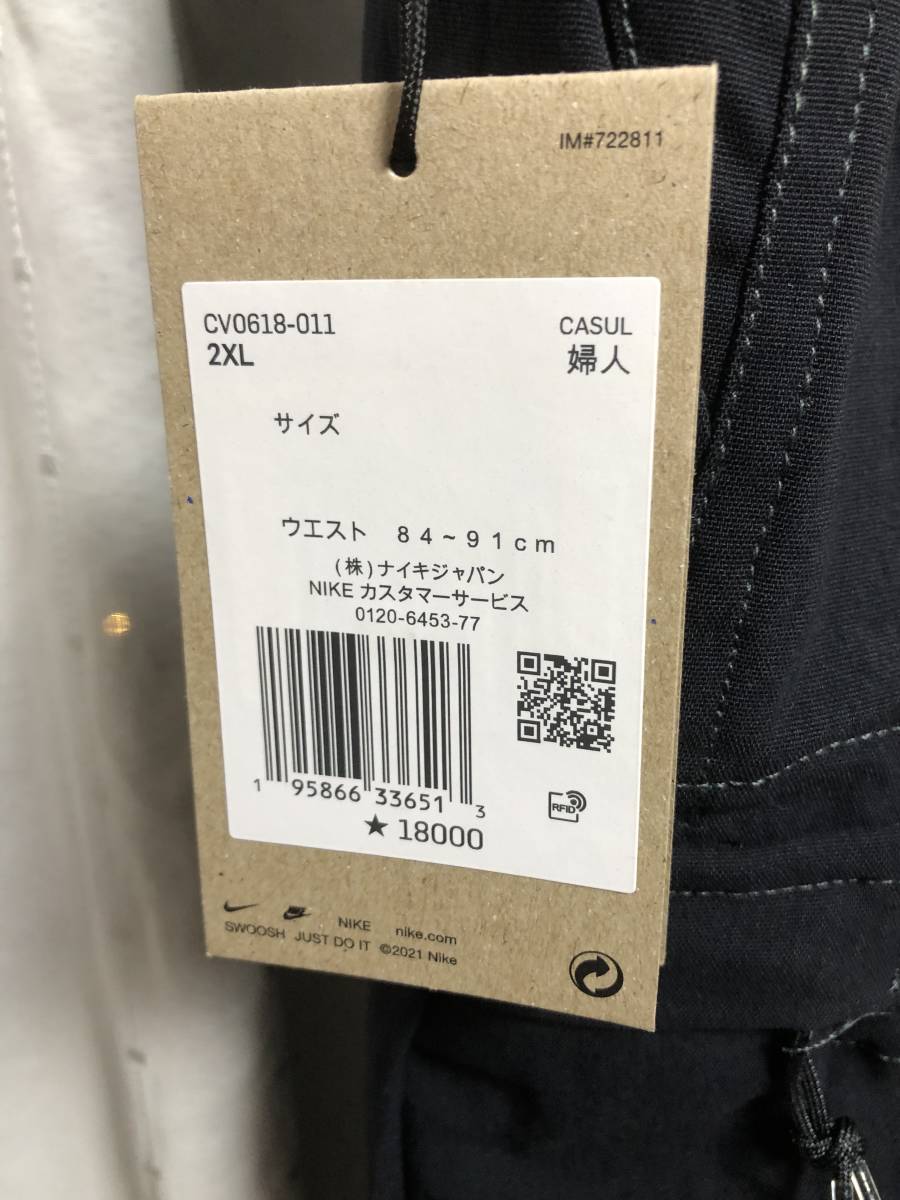 IM#722811
CV0618-011 CASUL
2XL 婦人
サイズ
ウエスト 84~91cm
(株)ナイキジャパン
NIKE カスタマーサービス
0120-6453-77
1 95866 33651 3
RFID
★ 18000
NIKE nike.com
SWOOSH JUST DO IT ©2021 Nike